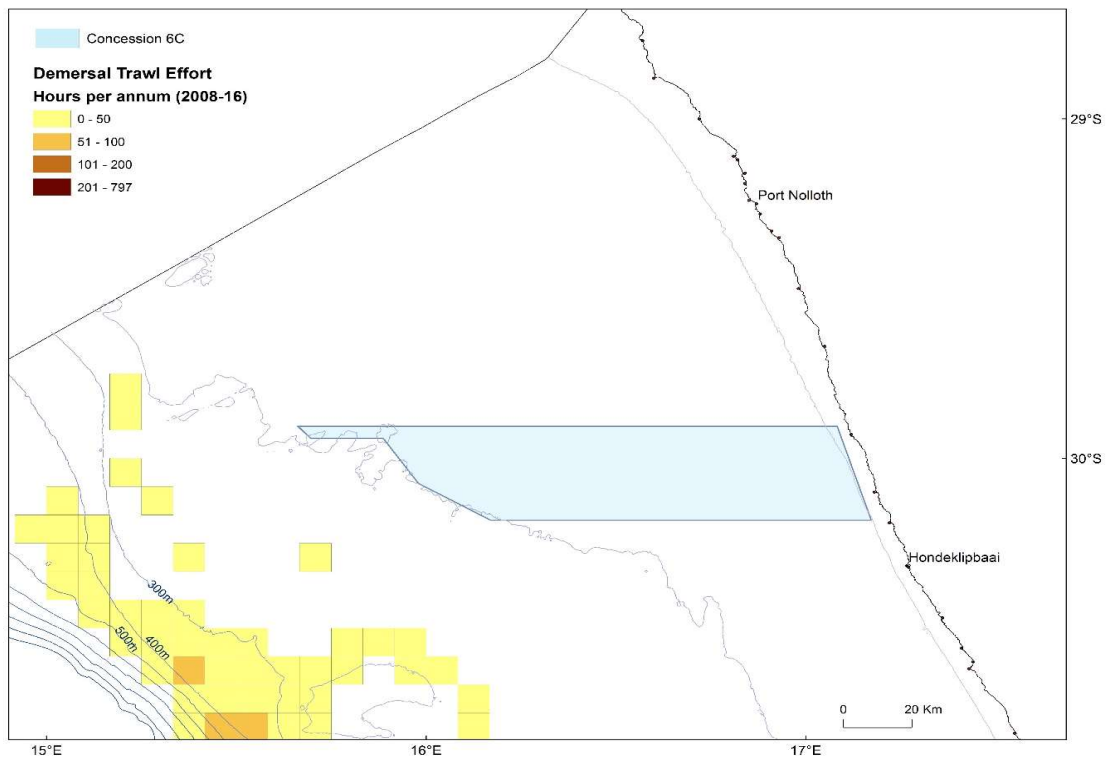 Concession 6C
Demersal Trawl Effort
Hours per annum (2008-16)
0 - 50
51 - 100
101 - 200
201 - 797
29°S
Port Nolloth
30°S
Hondeklipbaai
300m
400m
500m
0 20 Km
15°E 16°E 17°E